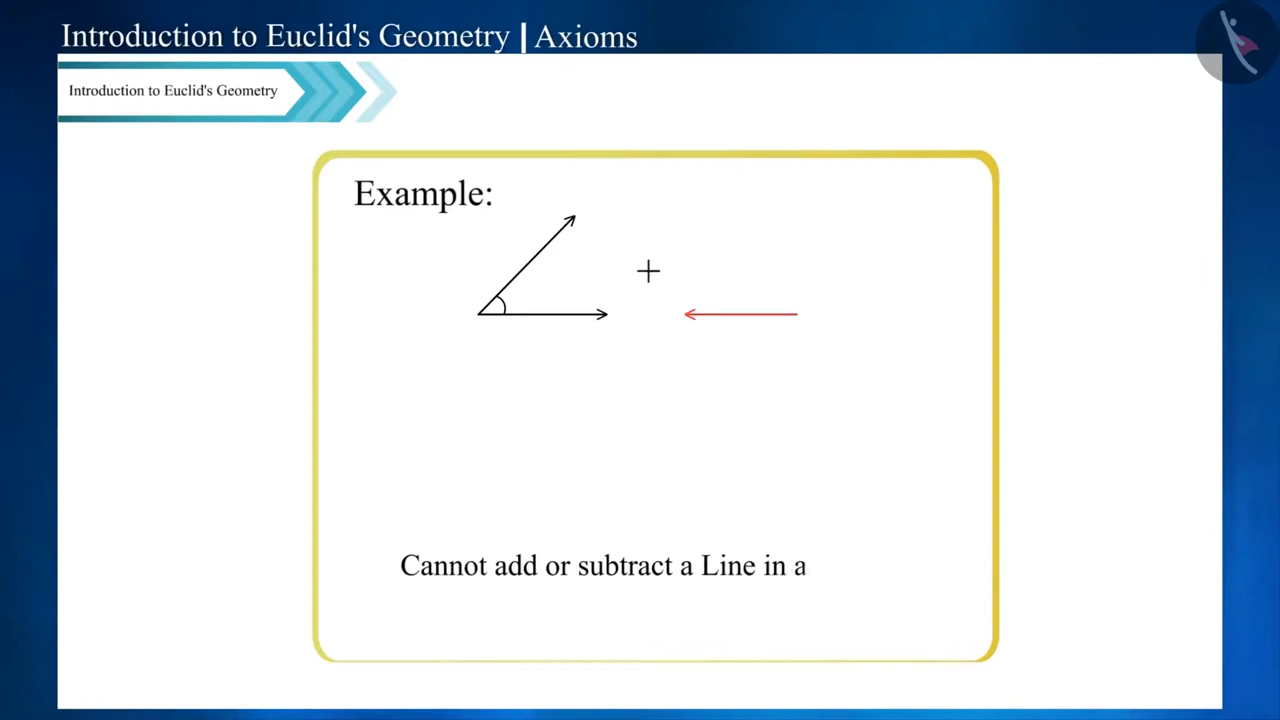 Introduction to Euclid's Geometry | Axioms
Introduction to Euclid's Geometry
Example:
+
Cannot add or subtract a Line in a